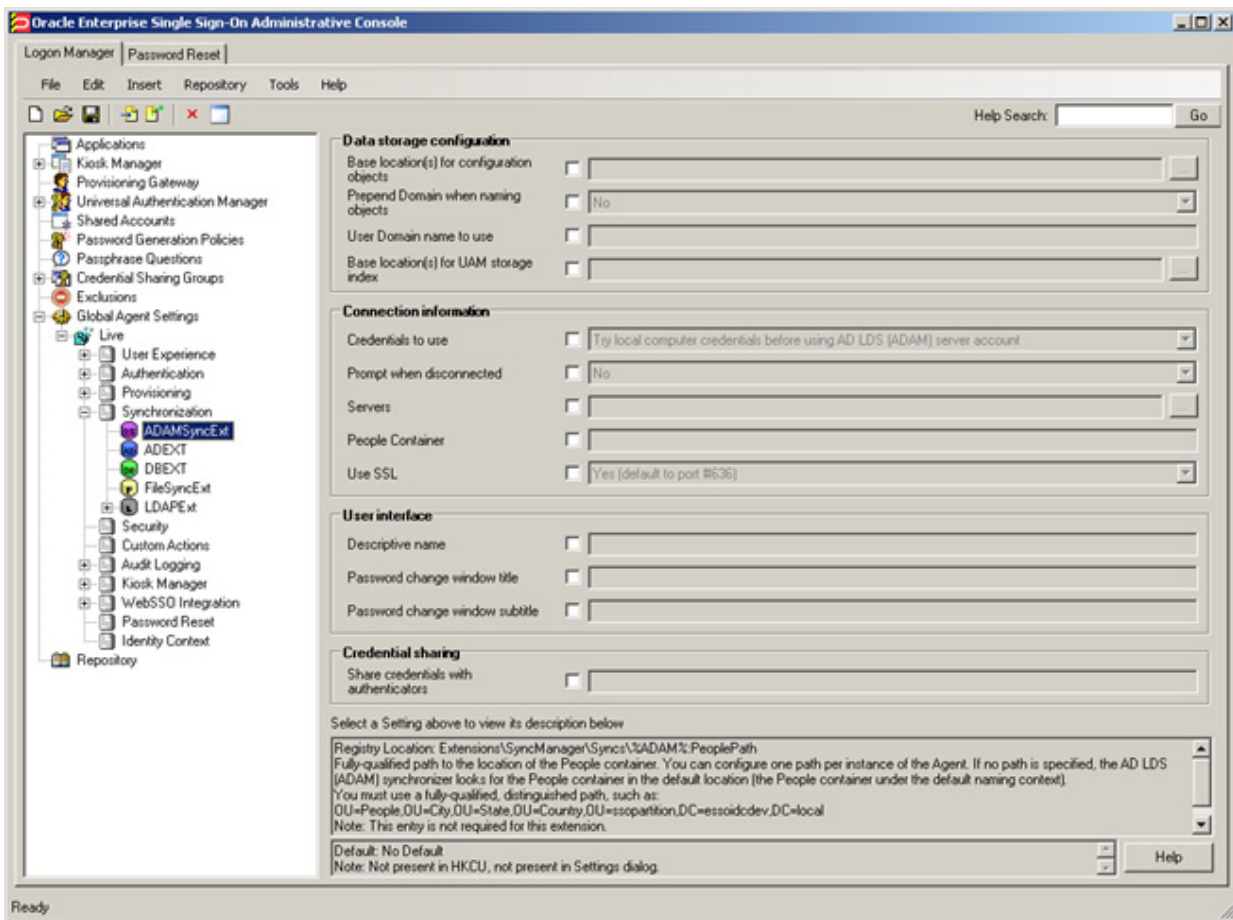 Oracle Enterprise Single Sign-On Administrative Console
Logon Manager
Password Reset
File Edit Insert Repository Tools Help
Help Search:
Go
Applications
Kiosk Manager
Provisioning Gateway
Universal Authentication Manager
Shared Accounts
Password Generation Policies
Passphrase Questions
Credential Sharing Groups
Exclusions
Global Agent Settings
Live
User Experience
Authentication
Provisioning
Synchronization
ADAMSyncExt
ADEXT
DBEXT
FileSyncExt
LDAPExt
Security
Custom Actions
Audit Logging
Kiosk Manager
WebSSO Integration
Password Reset
Identity Context
Repository
Data storage configuration
Base location(s) for configuration
objects
...
Prepend Domain when naming
objects
No
User Domain name to use
Base location(s) for UAM storage
index
...
Connection information
Credentials to use
Try local computer credentials before using AD LDS (ADAM) server account
Prompt when disconnected
No
Servers
...
People Container
Use SSL
Yes (default to port #636)
User interface
Descriptive name
Password change window title
Password change window subtitle
Credential sharing
Share credentials with
authenticators
Select a Setting above to view its description below
Registry Location: Extensions\SyncManager\Syncs\%ADAM%:PeoplePath
Fully-qualified path to the location of the People container. You can configure one path per instance of the Agent. If no path is specified, the AD LDS
(ADAM) synchronizer looks for the People container in the default location (the People container under the default naming context).
You must use a fully-qualified, distinguished path, such as:
OU=People,OU=City,OU=State,OU=Country,OU=ssopartition,DC=essoidcdev,DC=local
Note: This entry is not required for this extension.
Default: No Default
Note: Not present in HKCU, not present in Settings dialog.
Help
Ready